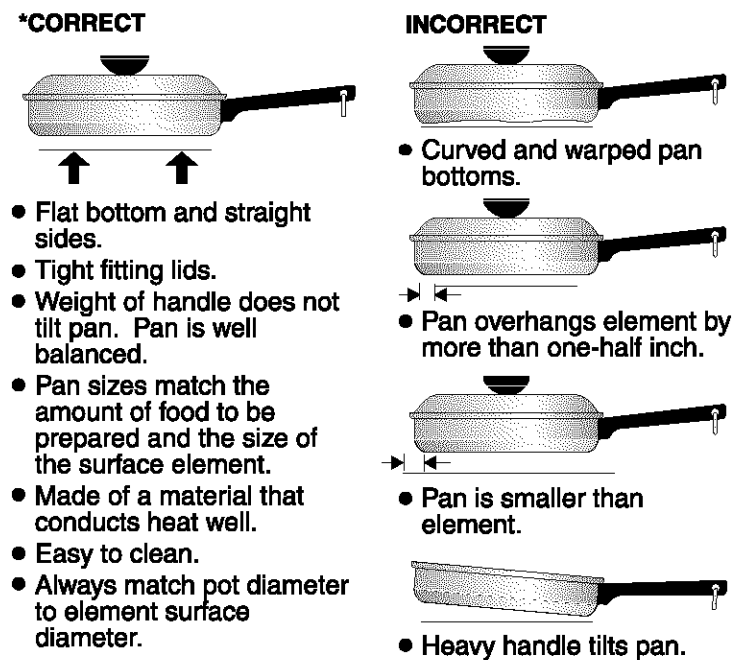 *CORRECT
● Flat bottom and straight
sides.
● Tight fitting lids.
● Weight of handle does not
tilt pan. Pan is well
balanced.
● Pan sizes match the
amount of food to be
prepared and the size of
the surface element.
● Made of a material that
conducts heat well.
● Easy to clean.
● Always match pot diameter
to element surface
diameter.
INCORRECT
● Curved and warped pan
bottoms.
● Pan overhangs element by
more than one-half inch.
● Pan is smaller than
element.
● Heavy handle tilts pan.